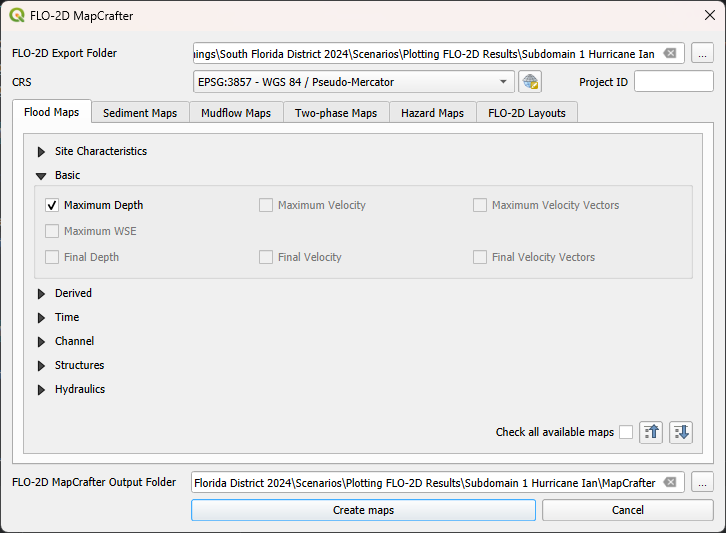 FLO-2D MapCrafter
FLO-2D Export Folder nings\South Florida District 2024\Scenarios\Plotting FLO-2D Results\Subdomain 1 Hurricane Ian ...
CRS EPSG:3857 - WGS 84 / Pseudo-Mercator Project ID
Flood Maps Sediment Maps Mudflow Maps Two-phase Maps Hazard Maps FLO-2D Layouts
Site Characteristics
Basic
Maximum Depth Maximum Velocity Maximum Velocity Vectors
Maximum WSE
Final Depth Final Velocity Final Velocity Vectors
Derived
Time
Channel
Structures
Hydraulics
Check all available maps
FLO-2D MapCrafter Output Folder Florida District 2024\Scenarios\Plotting FLO-2D Results\Subdomain 1 Hurricane Ian\MapCrafter ...
Create maps Cancel